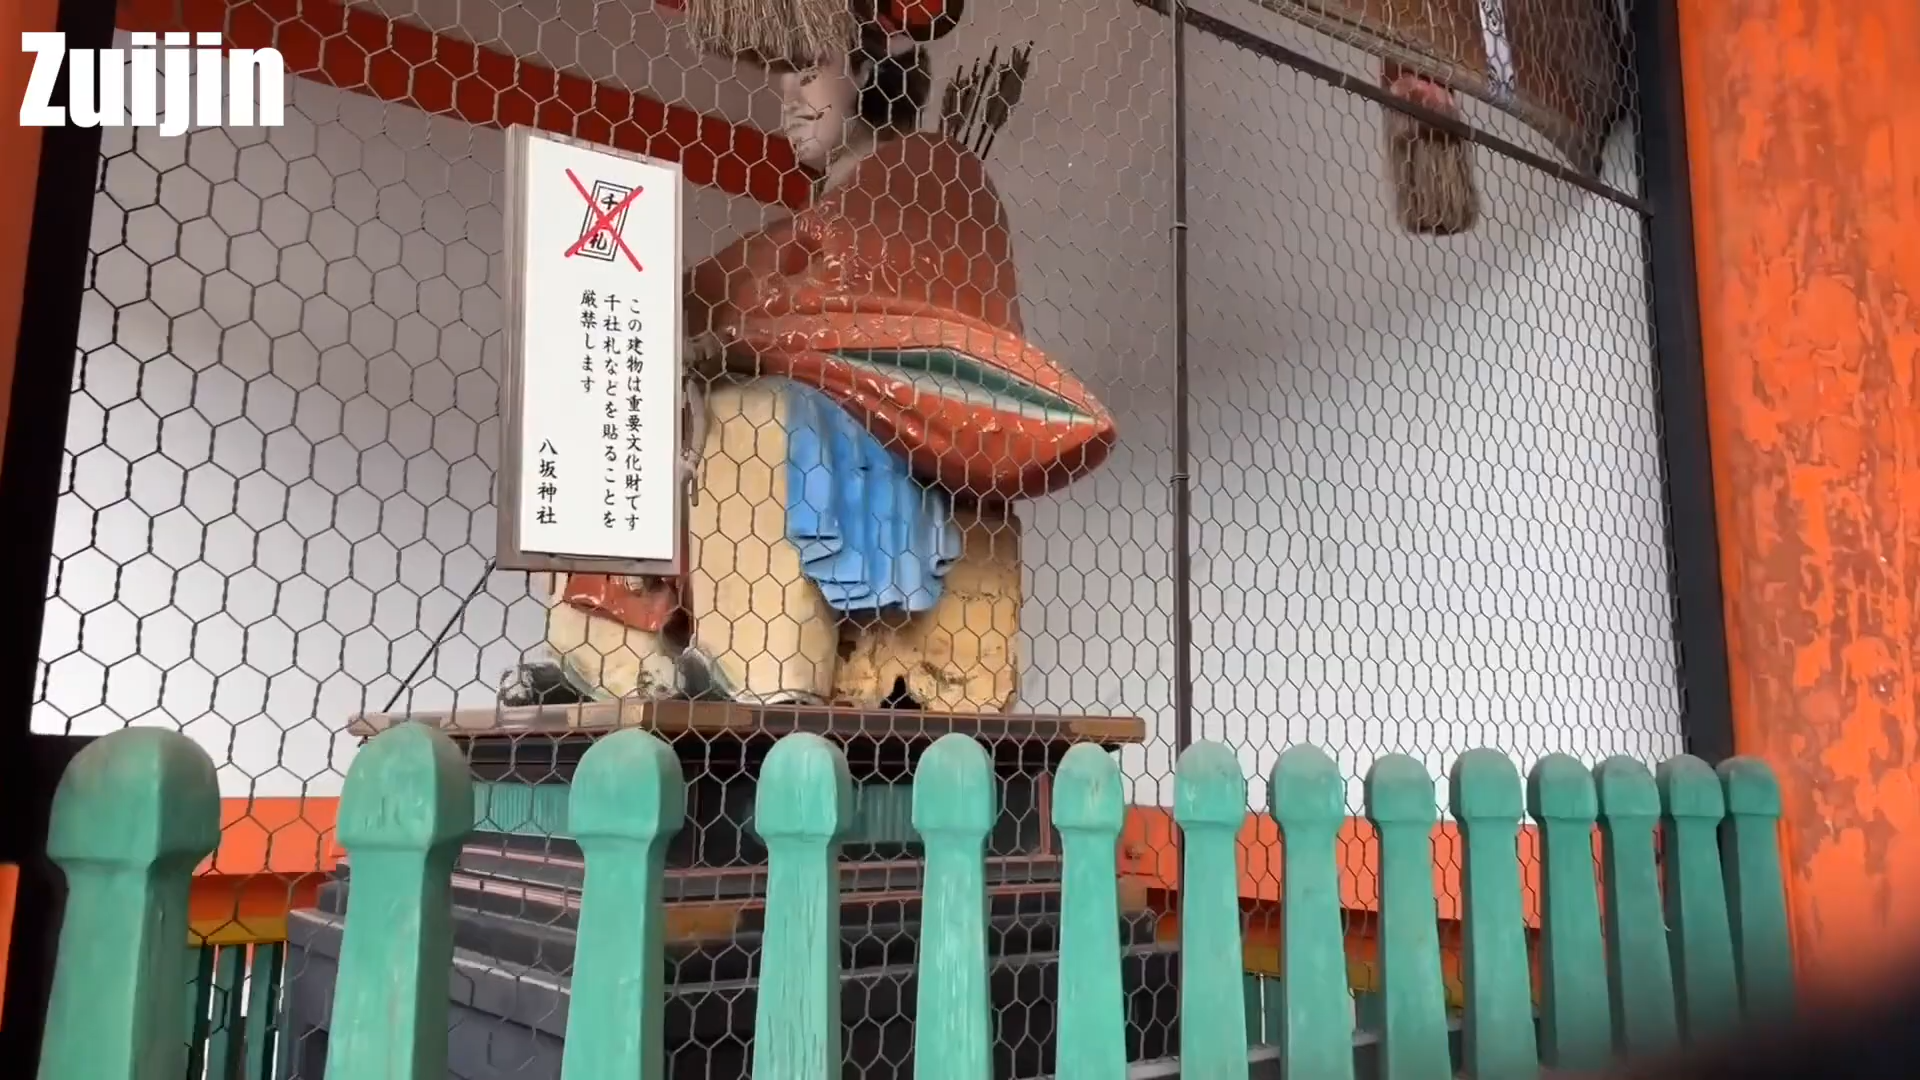 Zuijin
千社札
この建物は重要文化財です
千社札などを貼ることを
厳禁します
八坂神社